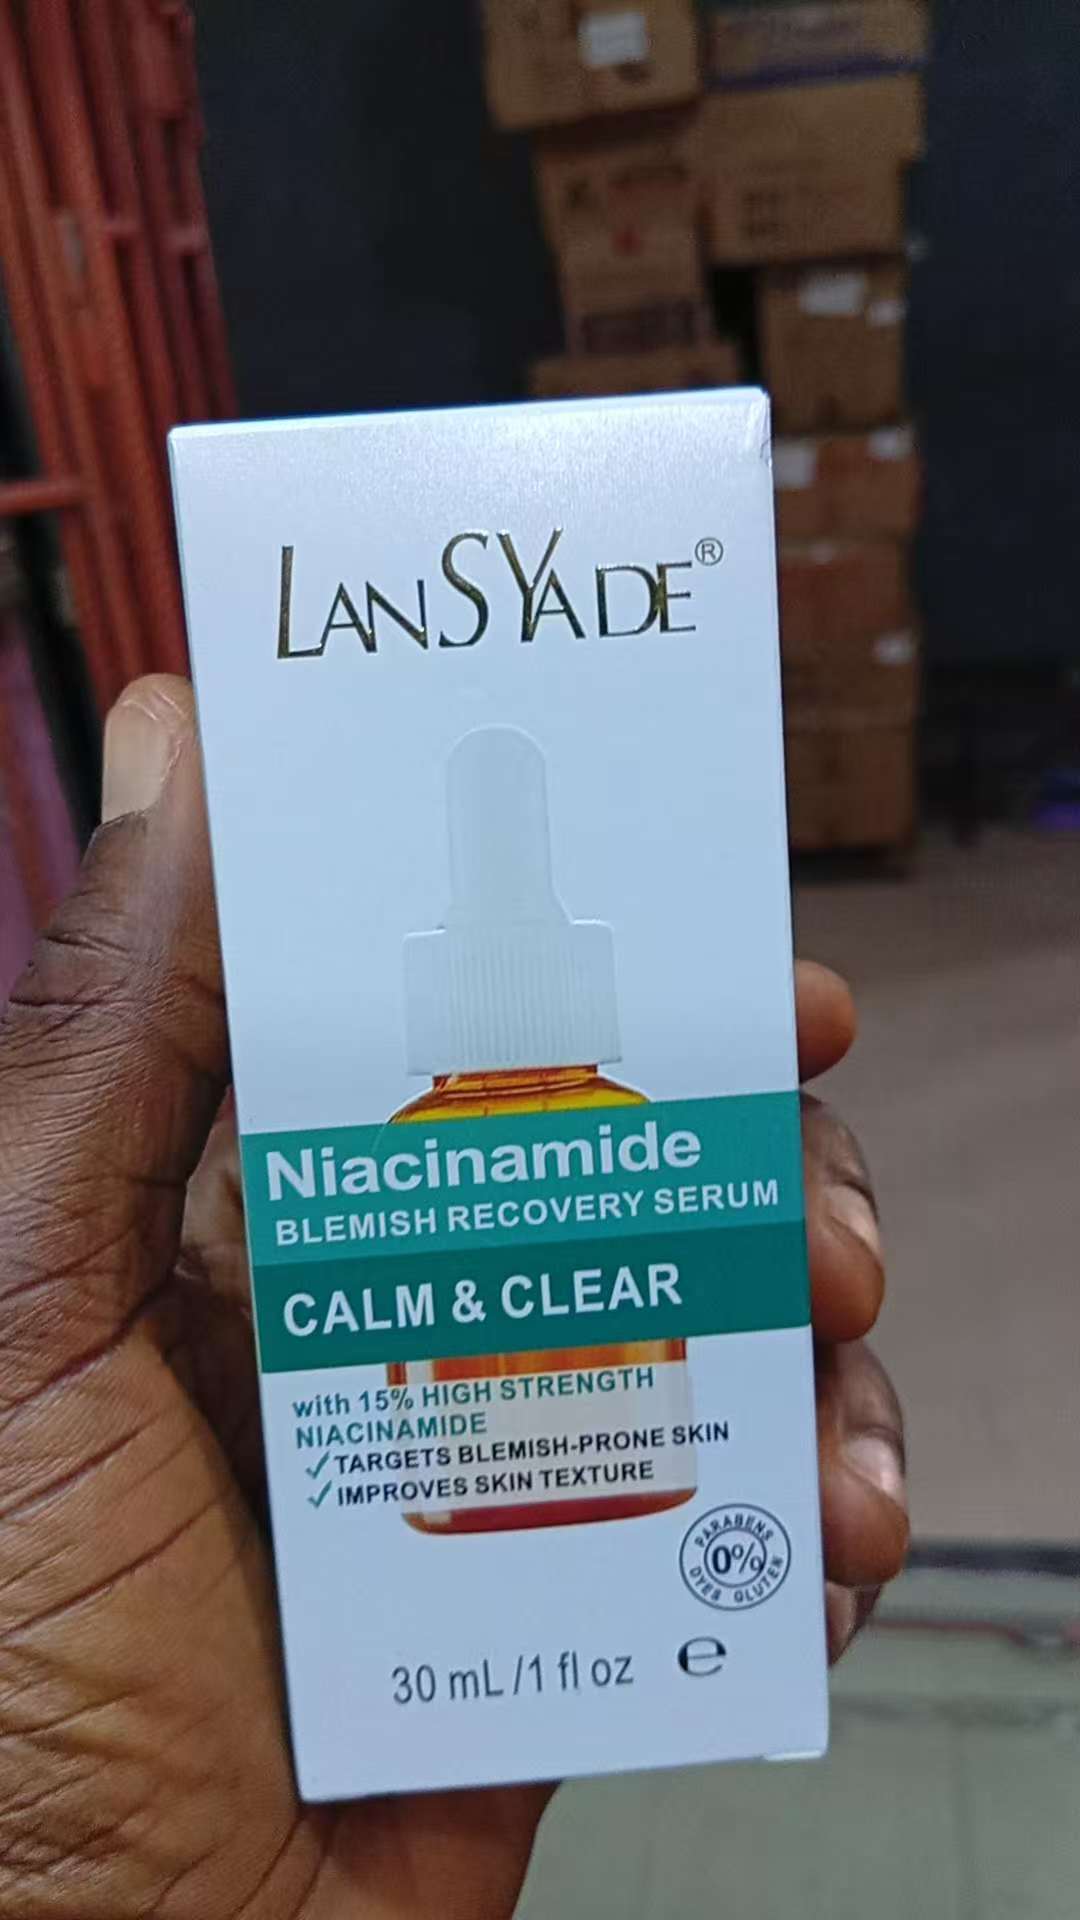 LANSYADE®
Niacinamide
BLEMISH RECOVERY SERUM
CALM & CLEAR
with 15% HIGH STRENGTH
NIACINAMIDE
✓TARGETS BLEMISH-PRONE SKIN
✓IMPROVES SKIN TEXTURE
PARABENS
0%
DYES GLUTEN
30 mL/1 fl oz ℮